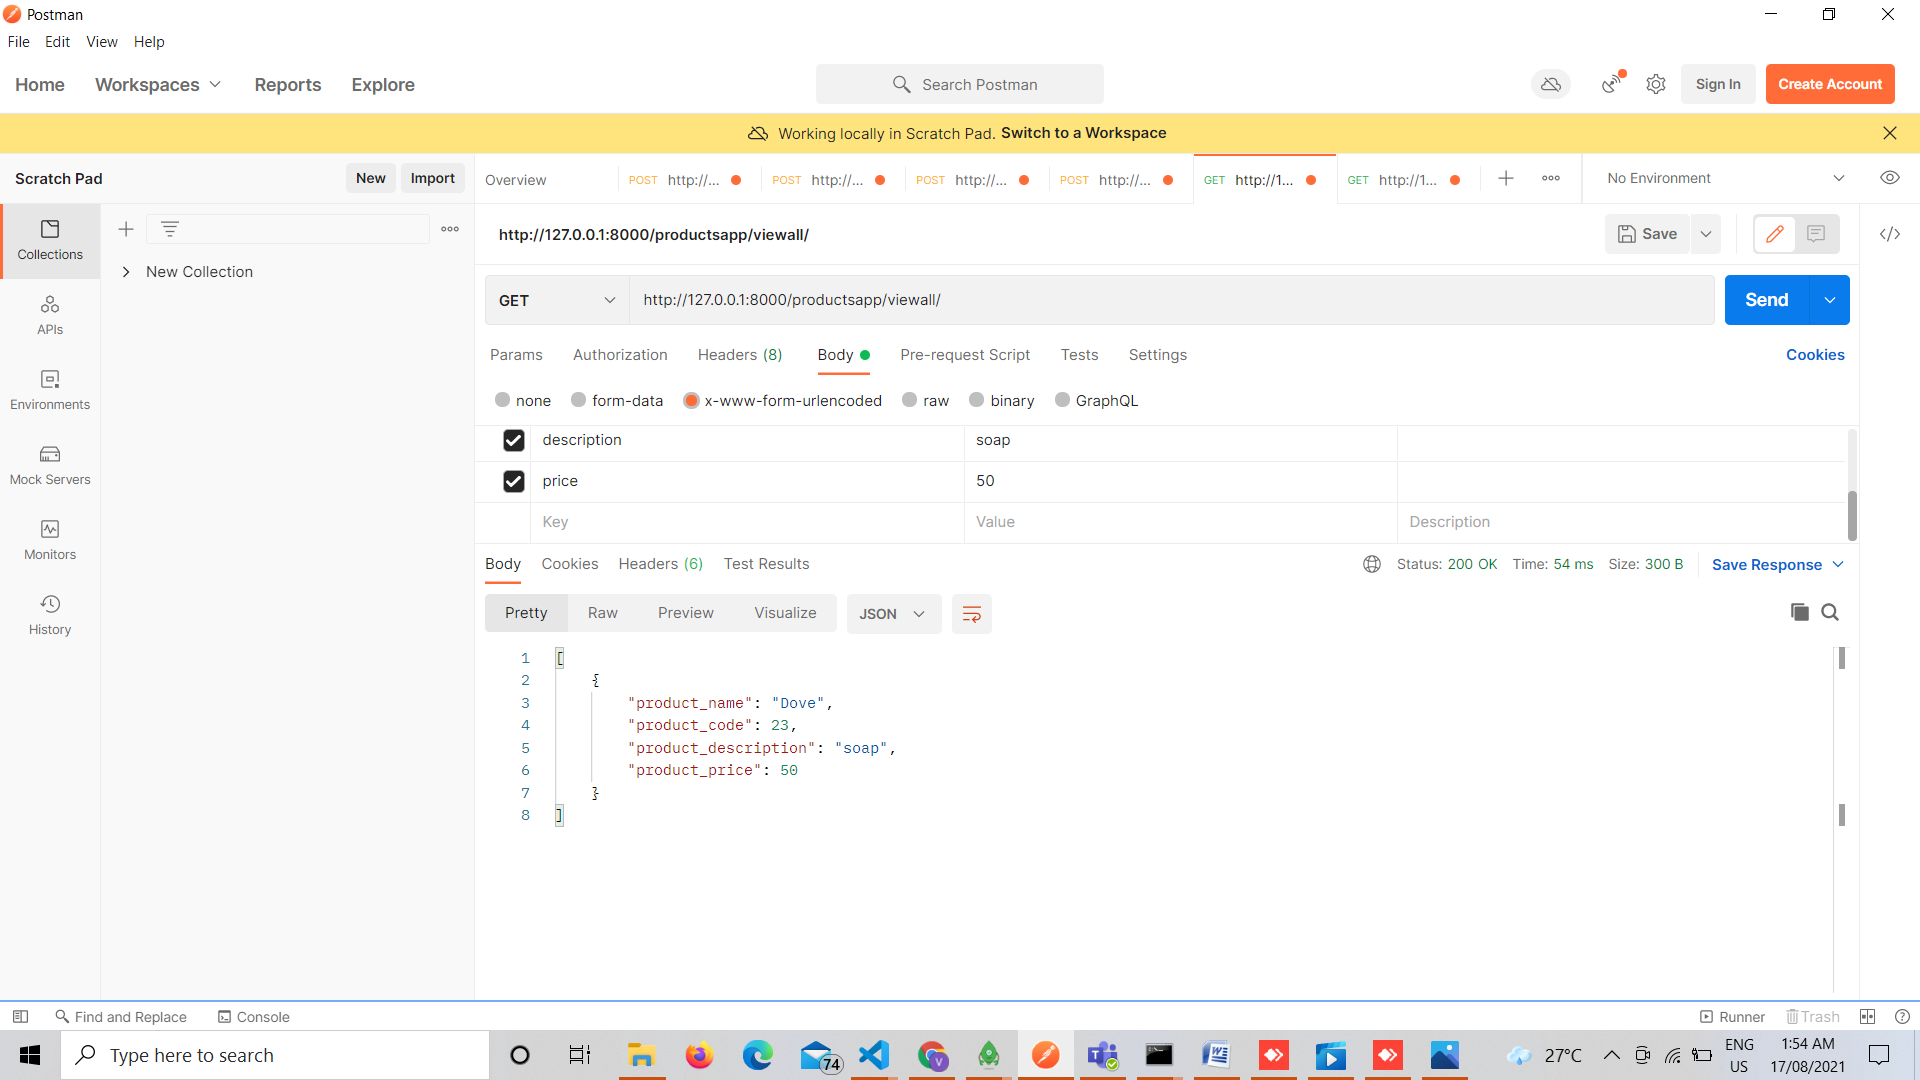 Postman
File Edit View Help
Home Workspaces Reports Explore
Search Postman
Sign In
Create Account
Working locally in Scratch Pad. Switch to a Workspace
Scratch Pad
New
Import
Overview
POST http://...
POST http://...
POST http://...
POST http://...
GET http://1...
GET http://1...
No Environment
Collections
APIs
Environments
Mock Servers
Monitors
History
New Collection
http://127.0.0.1:8000/productsapp/viewall/
Save
GET
http://127.0.0.1:8000/productsapp/viewall/
Send
Params Authorization Headers (8) Body Pre-request Script Tests Settings
Cookies
none form-data x-www-form-urlencoded raw binary GraphQL
description soap
price 50
Key Value Description
Body Cookies Headers (6) Test Results
Status: 200 OK Time: 54 ms Size: 300 B
Save Response
Pretty Raw Preview Visualize JSON
1 [
2 {
3 "product_name": "Dove",
4 "product_code": 23,
5 "product_description": "soap",
6 "product_price": 50
7 }
8 ]
Find and Replace
Console
Runner
Trash
Type here to search
74
V
27°C
ENG
US
1:54 AM
17/08/2021